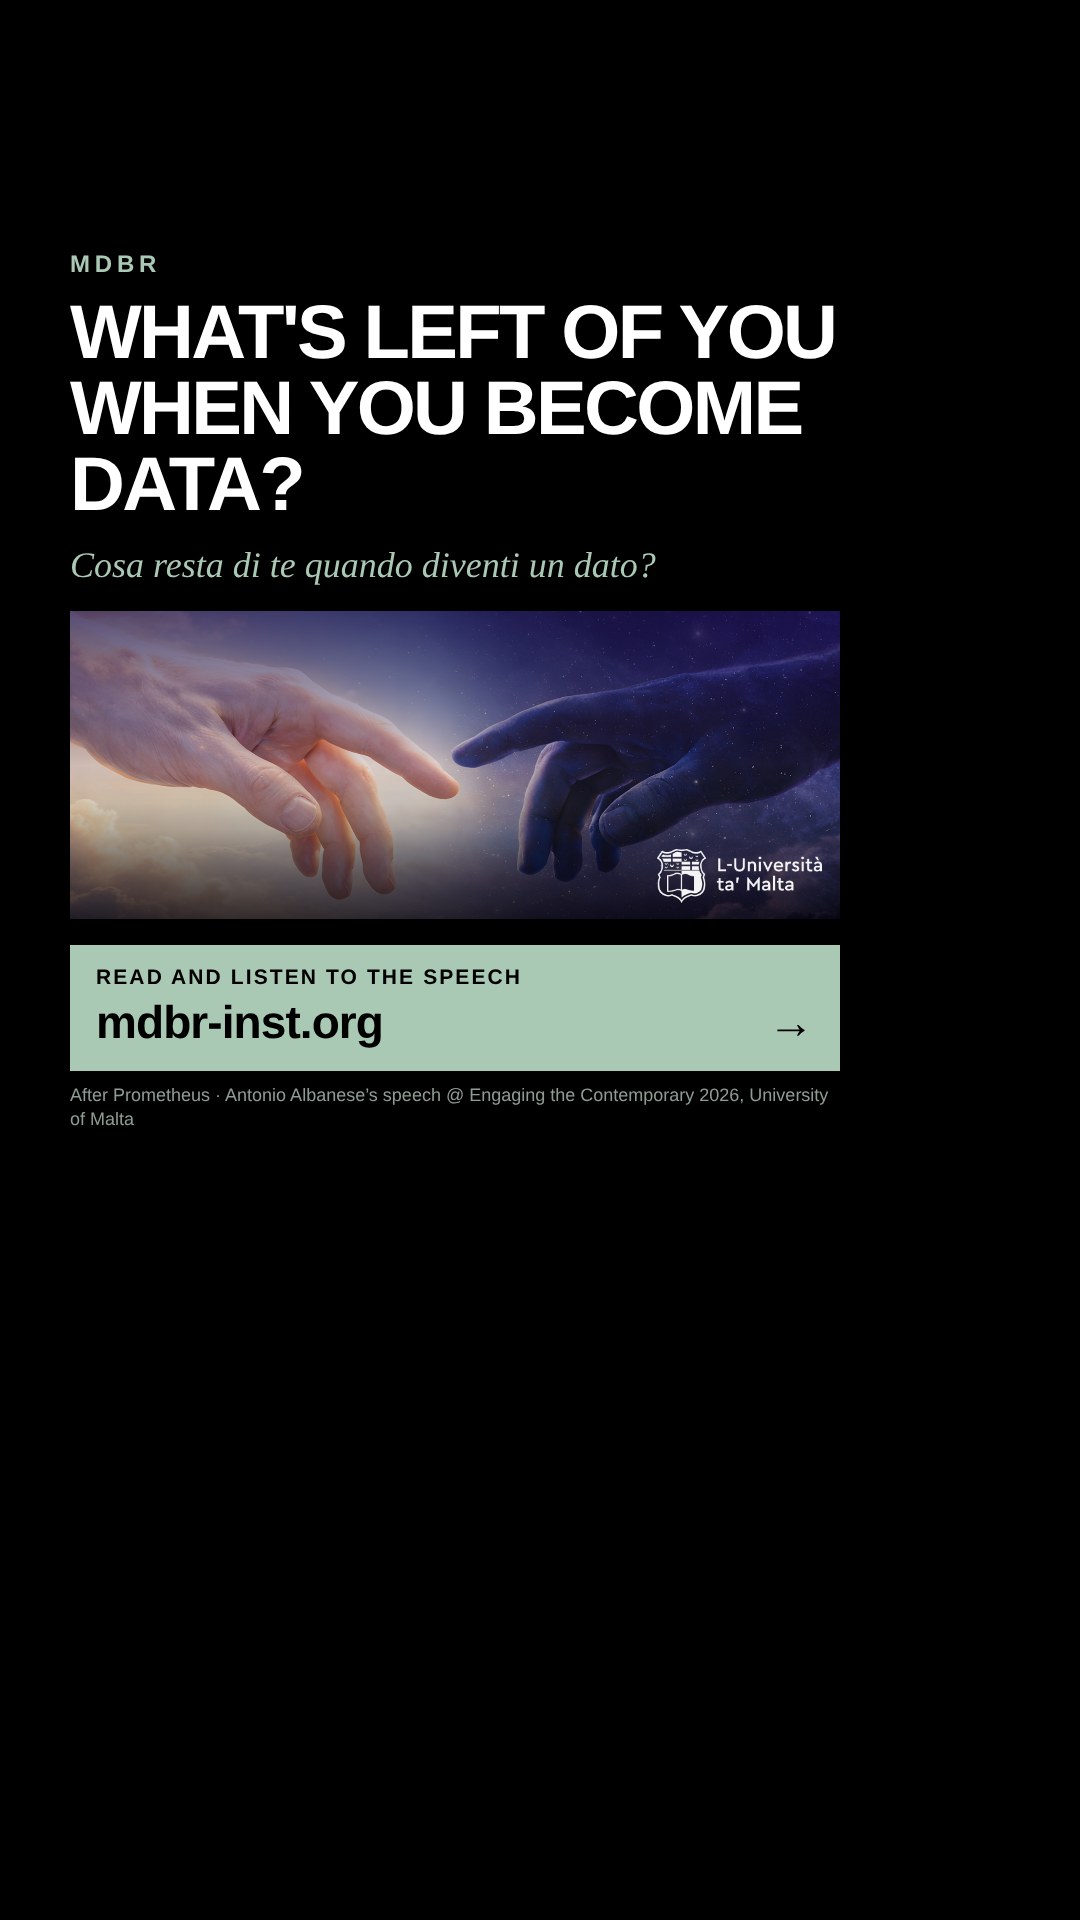 MDBR
WHAT'S LEFT OF YOU
WHEN YOU BECOME
DATA?
Cosa resta di te quando diventi un dato?
L-Università
ta' Malta
READ AND LISTEN TO THE SPEECH
mdbr-inst.org
→
After Prometheus · Antonio Albanese’s speech @ Engaging the Contemporary 2026, University
of Malta